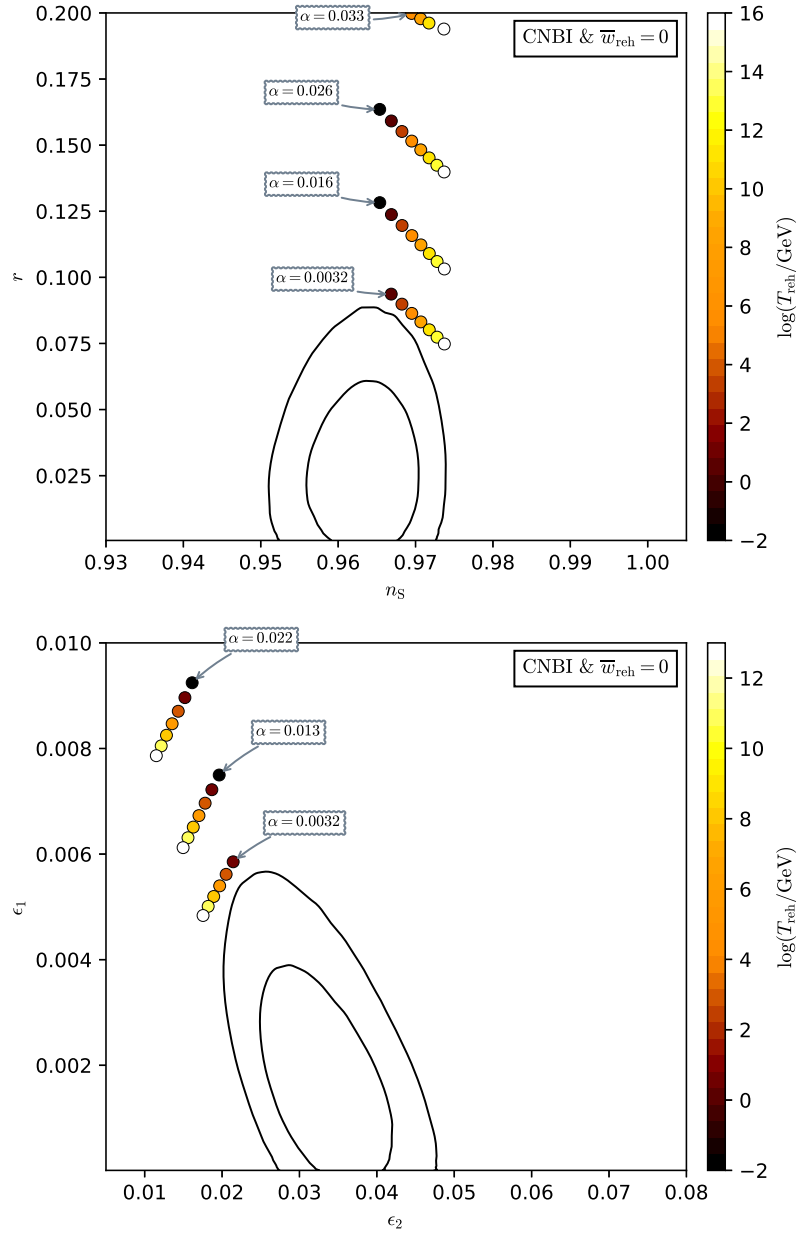 α = 0.033
CNBI & w̅reh = 0
α = 0.026
α = 0.016
α = 0.0032
0.200
0.175
0.150
0.125
0.100
0.075
0.050
0.025
r
0.93 0.94 0.95 0.96 0.97 0.98 0.99 1.00
nS
16
14
12
10
8
6
4
2
0
−2
log(Treh/GeV)
α = 0.022
CNBI & w̅reh = 0
α = 0.013
α = 0.0032
0.010
0.008
0.006
0.004
0.002
ϵ1
0.01 0.02 0.03 0.04 0.05 0.06 0.07 0.08
ϵ2
12
10
8
6
4
2
0
−2
log(Treh/GeV)